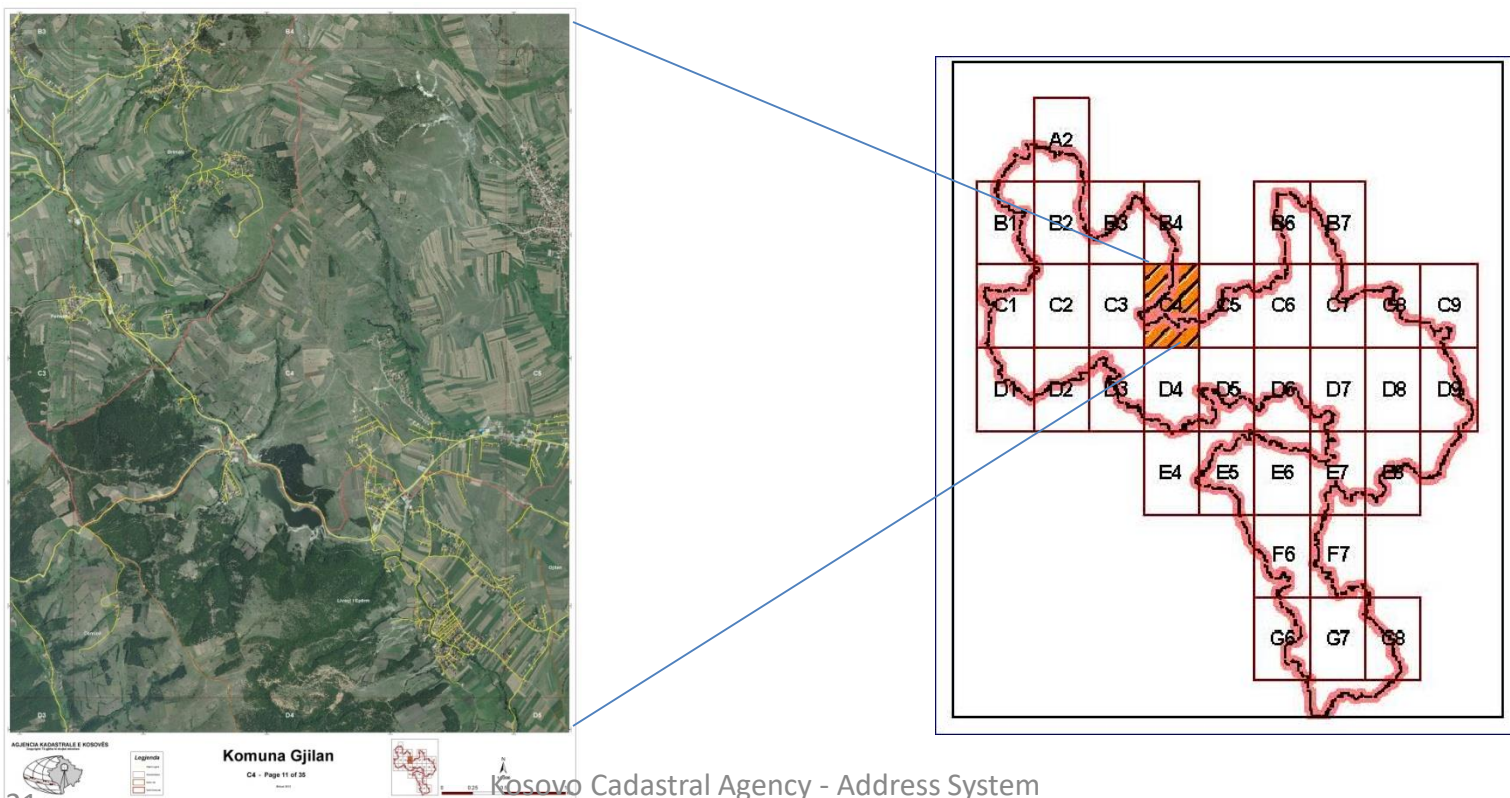 B3 B4
C3 C4 C5
D3 D4 D5
AGJENCIA KADASTRALE E KOSOVËS
Legjenda
Komuna Gjilan
C4 - Page 11 of 35
N
0 0.25
A2
B1 B2 B3 B4 B6 B7
C1 C2 C3 C4 C5 C6 C7 C8 C9
D1 D2 D3 D4 D5 D6 D7 D8 D9
E4 E5 E6 E7 E8
F6 F7
G6 G7 G8
Kosovo Cadastral Agency - Address System